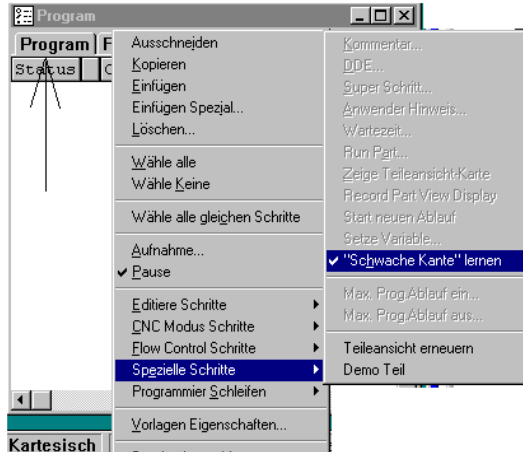 Program
Program
Status
Ausschneiden
Kopieren
Einfügen
Einfügen Spezial...
Löschen...
Wähle alle
Wähle Keine
Wähle alle gleichen Schritte
Aufnahme...
Pause
Editiere Schritte
CNC Modus Schritte
Flow Control Schritte
Spezielle Schritte
Programmier Schleifen
Vorlagen Eigenschaften...
Kommentar...
DDE...
Super Schritt...
Anwender Hinweis...
Wartezeit...
Run Part...
Zeige Teileansicht-Karte
Record Part View Display
Start neuen Ablauf
Setze Variable...
"Schwache Kante" lernen
Max. Prog.Ablauf ein...
Max. Prog.Ablauf aus...
Teileansicht erneuern
Demo Teil
Kartesisch